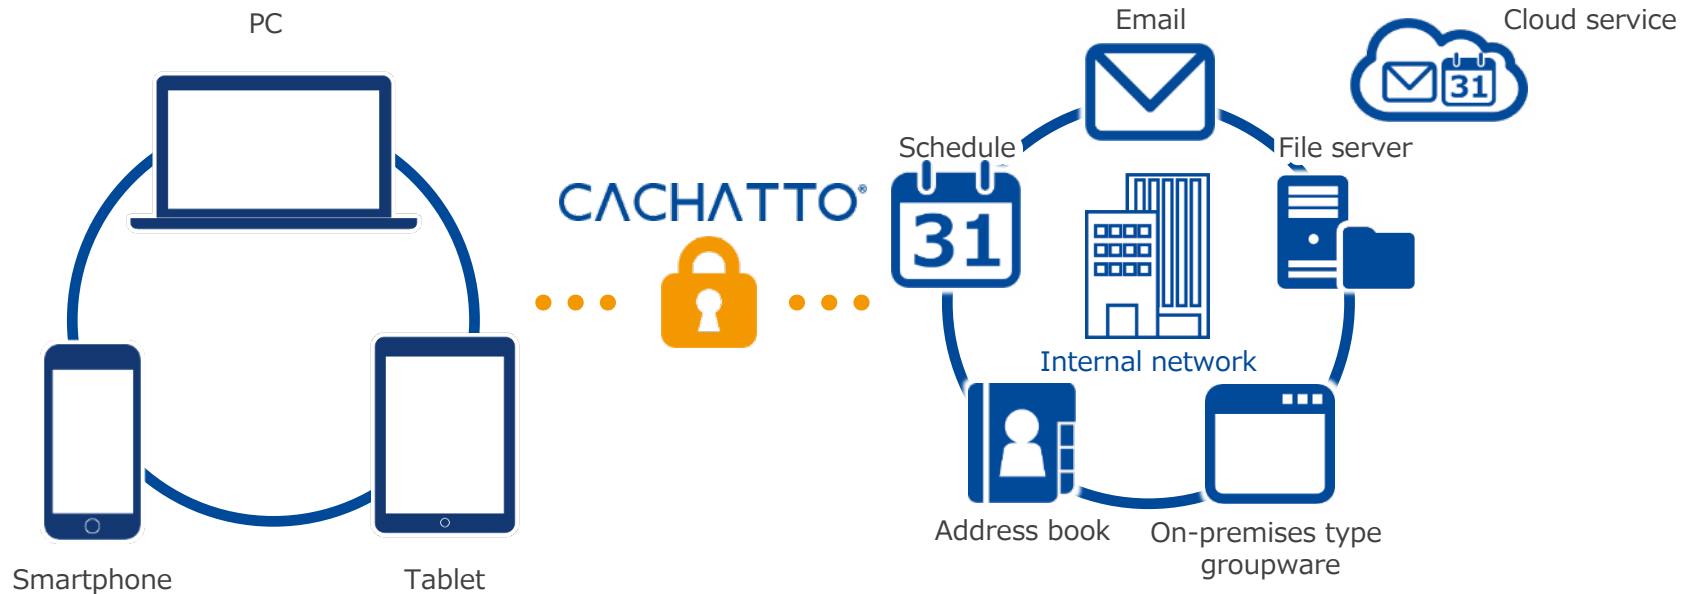 PC
Email
Cloud service
31
Schedule
File server
CACHATTO®
31
Internal network
Address book
On-premises type
groupware
Smartphone
Tablet